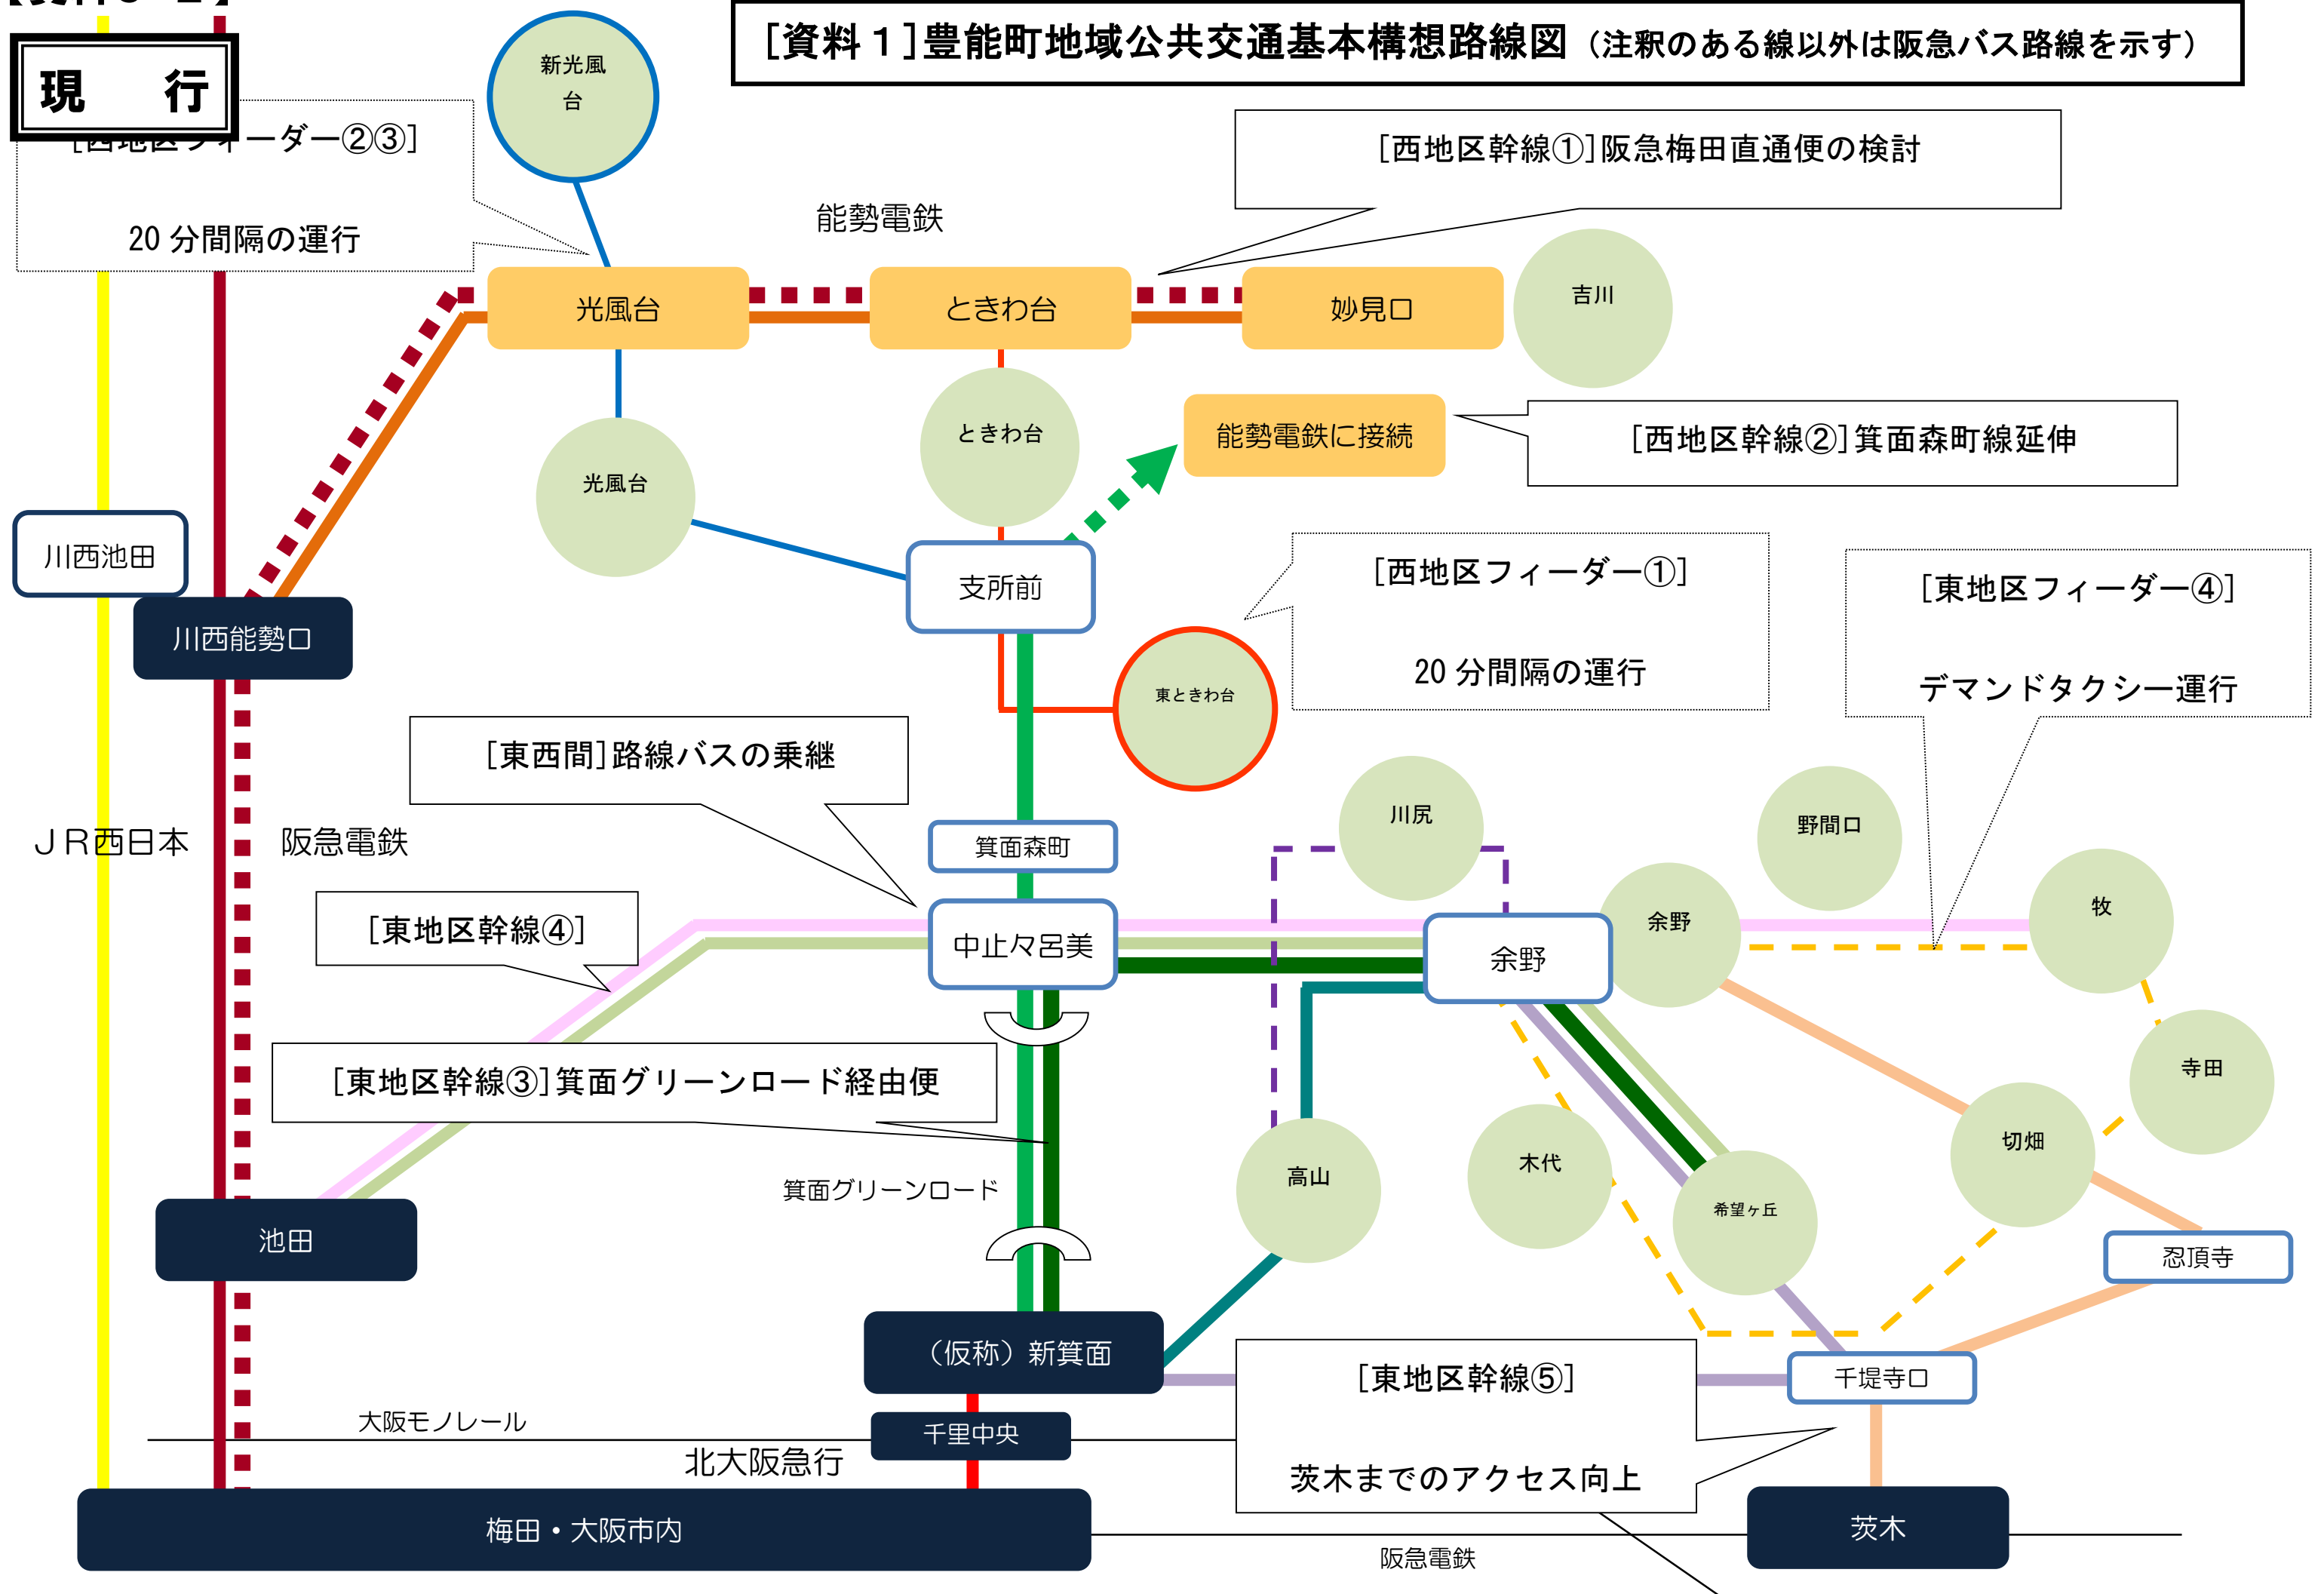 現　行
[資料１]豊能町地域公共交通基本構想路線図（注釈のある線以外は阪急バス路線を示す）
[西地区フィーダー②③]
20 分間隔の運行
新光風
台
[西地区幹線①]阪急梅田直通便の検討
能勢電鉄
光風台
ときわ台
妙見口
吉川
ときわ台
能勢電鉄に接続
[西地区幹線②]箕面森町線延伸
光風台
川西池田
支所前
[西地区フィーダー①]
20 分間隔の運行
[東地区フィーダー④]
デマンドタクシー運行
川西能勢口
東ときわ台
[東西間]路線バスの乗継
川尻
野間口
ＪＲ西日本
阪急電鉄
箕面森町
[東地区幹線④]
中止々呂美
余野
余野
牧
[東地区幹線③]箕面グリーンロード経由便
寺田
切畑
木代
高山
箕面グリーンロード
希望ヶ丘
池田
忍頂寺
（仮称）新箕面
[東地区幹線⑤]
茨木までのアクセス向上
千堤寺口
大阪モノレール
千里中央
北大阪急行
梅田・大阪市内
茨木
阪急電鉄